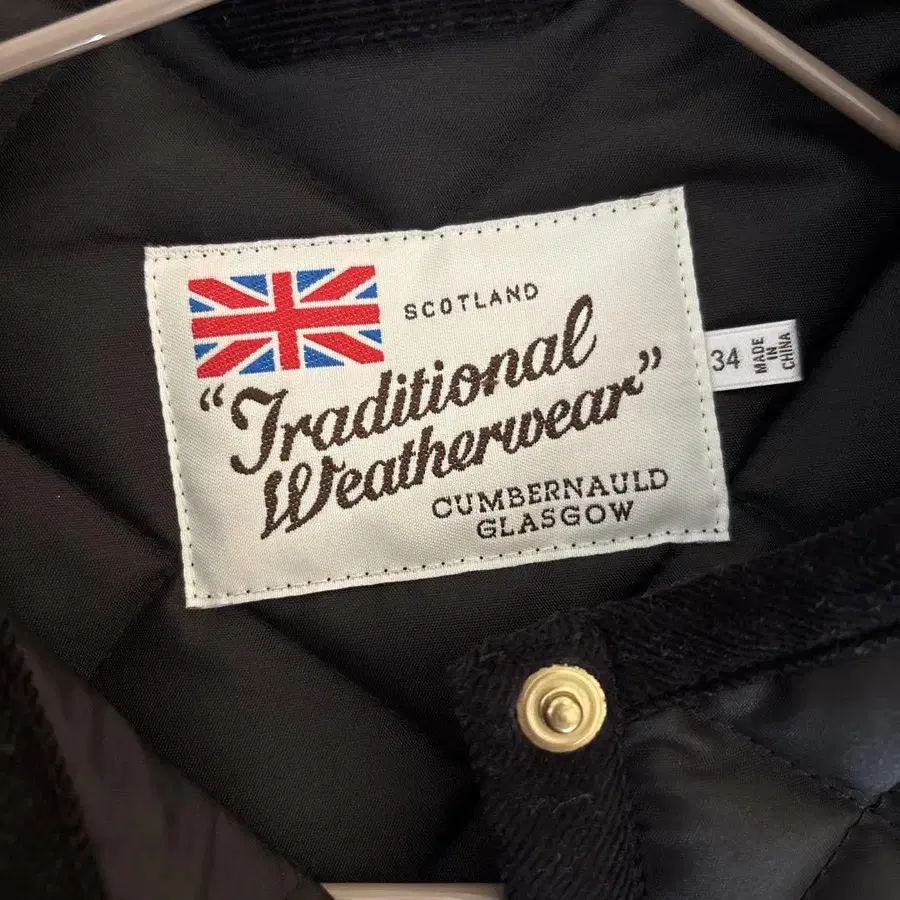 SCOTLAND
“Traditional
Weatherwear”
CUMBERNAULD
GLASGOW
34
MADE
IN
CHINA